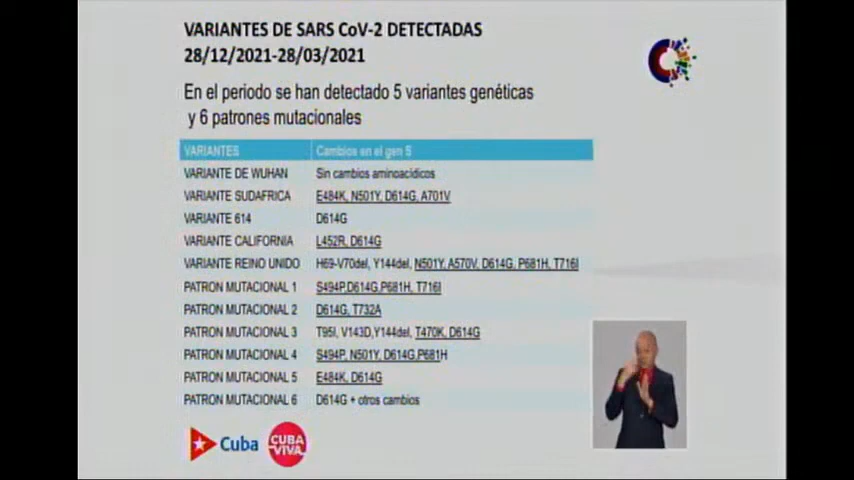 VARIANTES DE SARS CoV-2 DETECTADAS
28/12/2021-28/03/2021
En el periodo se han detectado 5 variantes genéticas
y 6 patrones mutacionales
VARIANTES Cambios en el gen S
VARIANTE DE WUHAN Sin cambios aminoacídicos
VARIANTE SUDAFRICA E484K, N501Y, D614G, A701V
VARIANTE 614 D614G
VARIANTE CALIFORNIA L452R, D614G
VARIANTE REINO UNIDO H69-V70del, Y144del, N501Y, A570V, D614G, P681H, T716I
PATRON MUTACIONAL 1 S494P,D614G,P681H, T716I
PATRON MUTACIONAL 2 D614G, T732A
PATRON MUTACIONAL 3 T95I, V143D,Y144del, T470K, D614G
PATRON MUTACIONAL 4 S494P, N501Y, D614G,P681H
PATRON MUTACIONAL 5 E484K, D614G
PATRON MUTACIONAL 6 D614G + otros cambios
Cuba
CUBA
VIVA